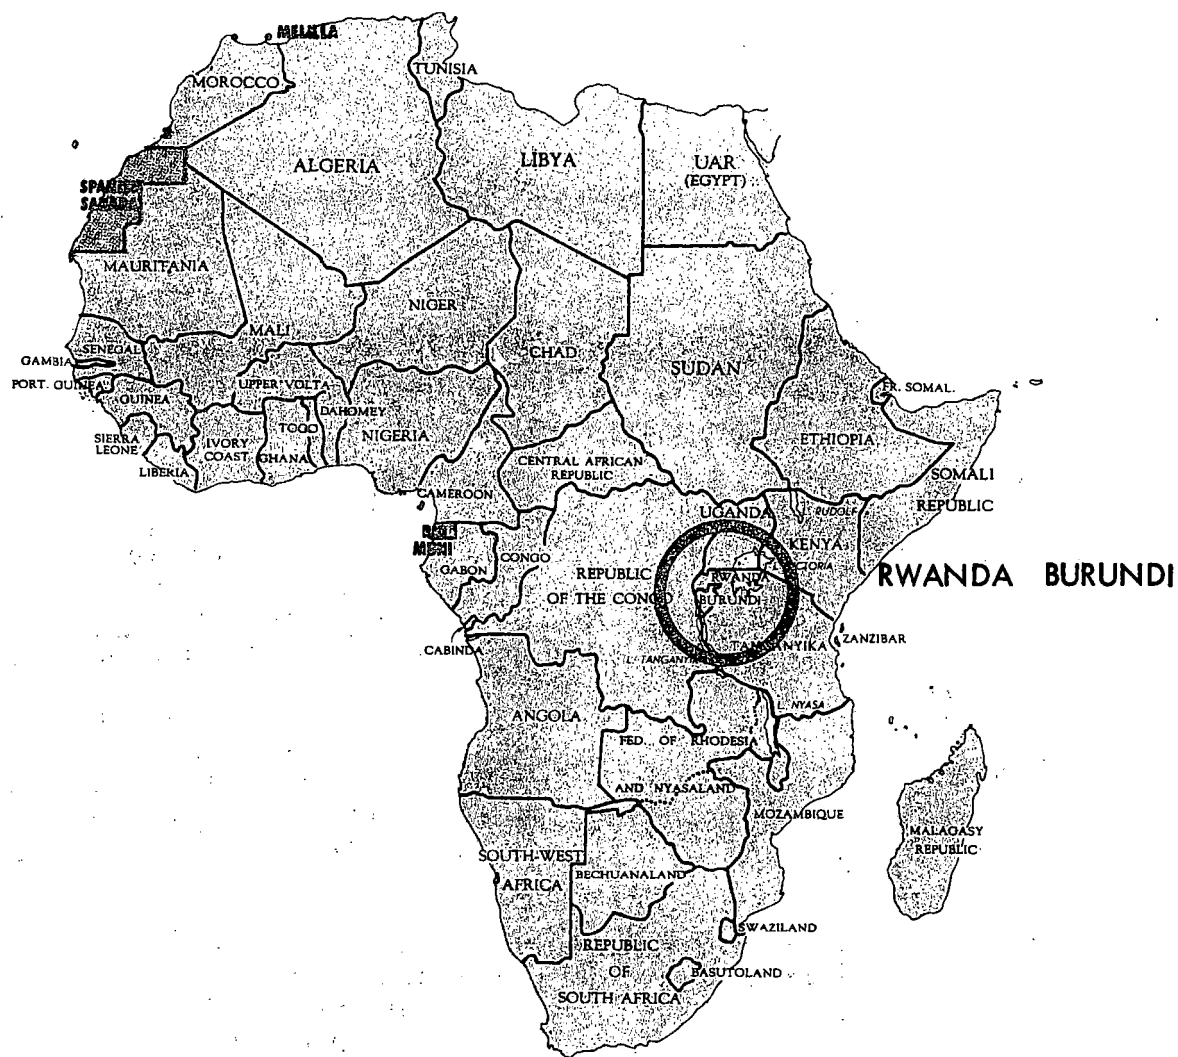 MELILLA
MOROCCO
TUNISIA
ALGERIA
LIBYA
UAR
(EGYPT)
SPANISH
SAHARA
MAURITANIA
MALI
NIGER
CHAD
SUDAN
SENEGAL
GAMBIA
PORT. GUINEA
GUINEA
UPPER VOLTA
FR. SOMAL.
DAHOMEY
TOGO
NIGERIA
SIERRA
LEONE
IVORY
COAST
GHANA
LIBERIA
ETHIOPIA
CENTRAL AFRICAN
REPUBLIC
SOMALI
REPUBLIC
CAMEROON
UGANDA
RUDOLF
KENYA
MUNI
CONGO
GABON
REPUBLIC
OF THE CONGO
RWANDA
BURUNDI
RWANDA BURUNDI
CABINDA
TANGANYIKA
ZANZIBAR
L. TANGANYIKA
ANGOLA
NYASA
FED. OF RHODESIA
AND NYASALAND
MOZAMBIQUE
MALAGASY
REPUBLIC
SOUTH-WEST
AFRICA
BECHUANALAND
SWAZILAND
REPUBLIC
OF
SOUTH AFRICA
BASUTOLAND